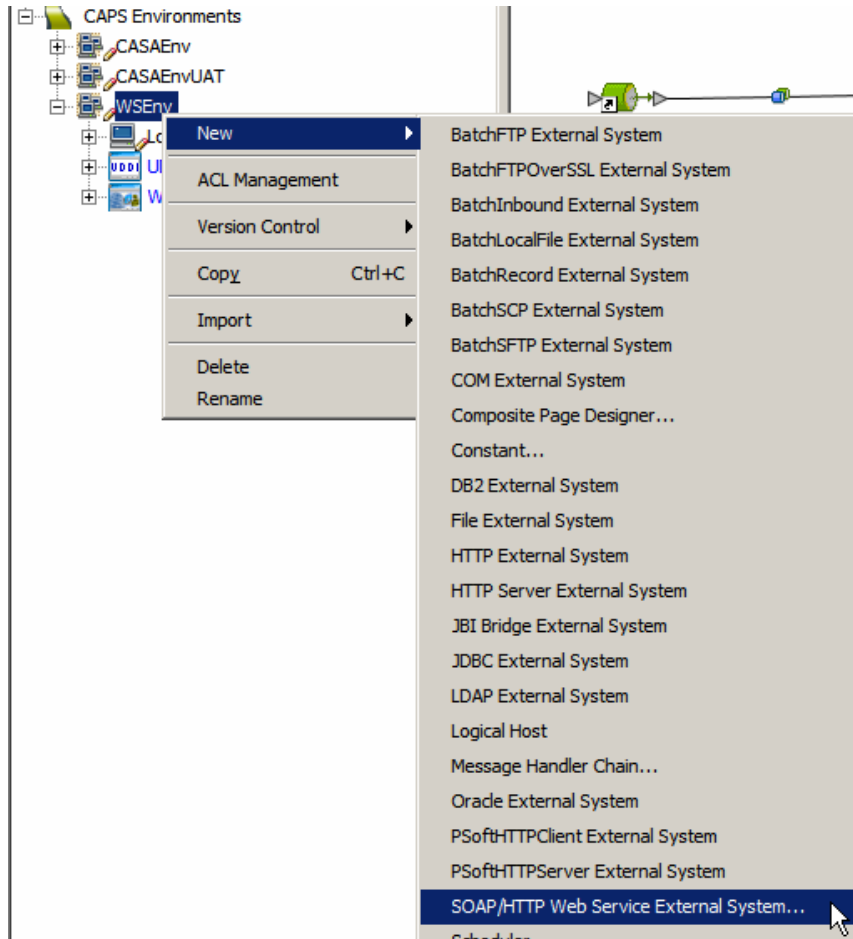 CAPS Environments
CASAEnv
CASAEnvUAT
WSEnv
New
ACL Management
Version Control
Copy Ctrl+C
Import
Delete
Rename
UDDI
BatchFTP External System
BatchFTPOverSSL External System
BatchInbound External System
BatchLocalFile External System
BatchRecord External System
BatchSCP External System
BatchSFTP External System
COM External System
Composite Page Designer...
Constant...
DB2 External System
File External System
HTTP External System
HTTP Server External System
JBI Bridge External System
JDBC External System
LDAP External System
Logical Host
Message Handler Chain...
Oracle External System
PSoftHTTPClient External System
PSoftHTTPServer External System
SOAP/HTTP Web Service External System...